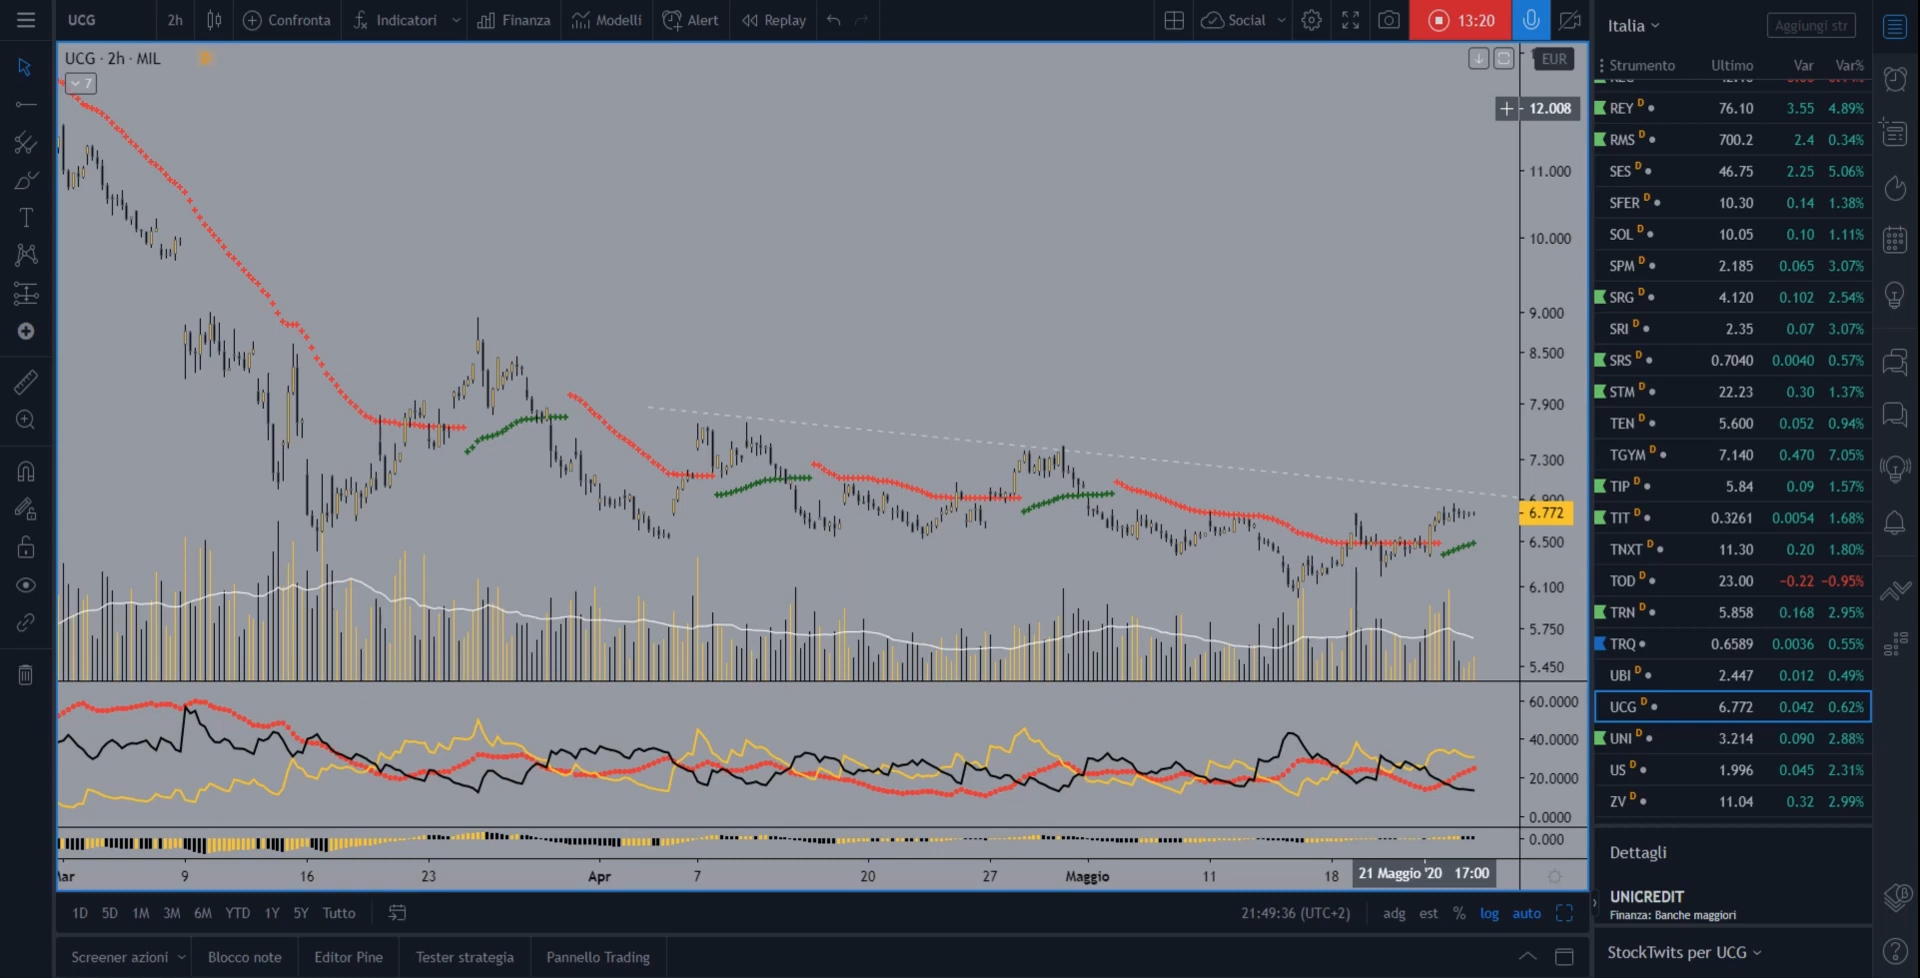 UCG 2h Confronta Indicatori Finanza Modelli Alert Replay Social 13:20
UCG · 2h · MIL
7
EUR
12.008
11.000
10.000
9.000
8.500
7.900
7.300
6.900
6.772
6.500
6.100
5.750
5.450
60.0000
40.0000
20.0000
0.0000
0.000
9 16 23 Apr 7 20 27 Maggio 11 18 21 Maggio '20 17:00
1D 5D 1M 3M 6M YTD 1Y 5Y Tutto 21:49:36 (UTC+2) adg est % log auto
Screener azioni Blocco note Editor Pine Tester strategia Pannello Trading
Italia Aggiungi str
Strumento Ultimo Var Var%
REY D 76.10 3.55 4.89%
RMS D 700.2 2.4 0.34%
SES D 46.75 2.25 5.06%
SFER D 10.30 0.14 1.38%
SOL D 10.05 0.10 1.11%
SPM D 2.185 0.065 3.07%
SRG D 4.120 0.102 2.54%
SRI D 2.35 0.07 3.07%
SRS D 0.7040 0.0040 0.57%
STM D 22.23 0.30 1.37%
TEN D 5.600 0.052 0.94%
TGYM D 7.140 0.470 7.05%
TIP D 5.84 0.09 1.57%
TIT D 0.3261 0.0054 1.68%
TNXT D 11.30 0.20 1.80%
TOD D 23.00 −0.22 −0.95%
TRN D 5.858 0.168 2.95%
TRQ 0.6589 0.0036 0.55%
UBI D 2.447 0.012 0.49%
UCG D 6.772 0.042 0.62%
UNI D 3.214 0.090 2.88%
US D 1.996 0.045 2.31%
ZV D 11.04 0.32 2.99%
Dettagli
UNICREDIT
Finanza: Banche maggiori
StockTwits per UCG